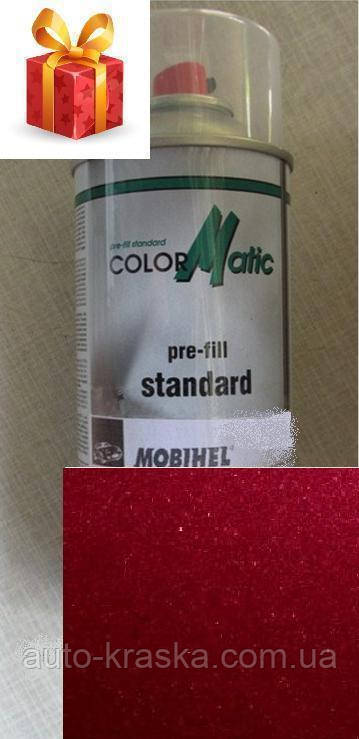 pre-fill standard
COLORMatic
pre-fill
standard
MOBIHEL
auto-kraska.com.ua